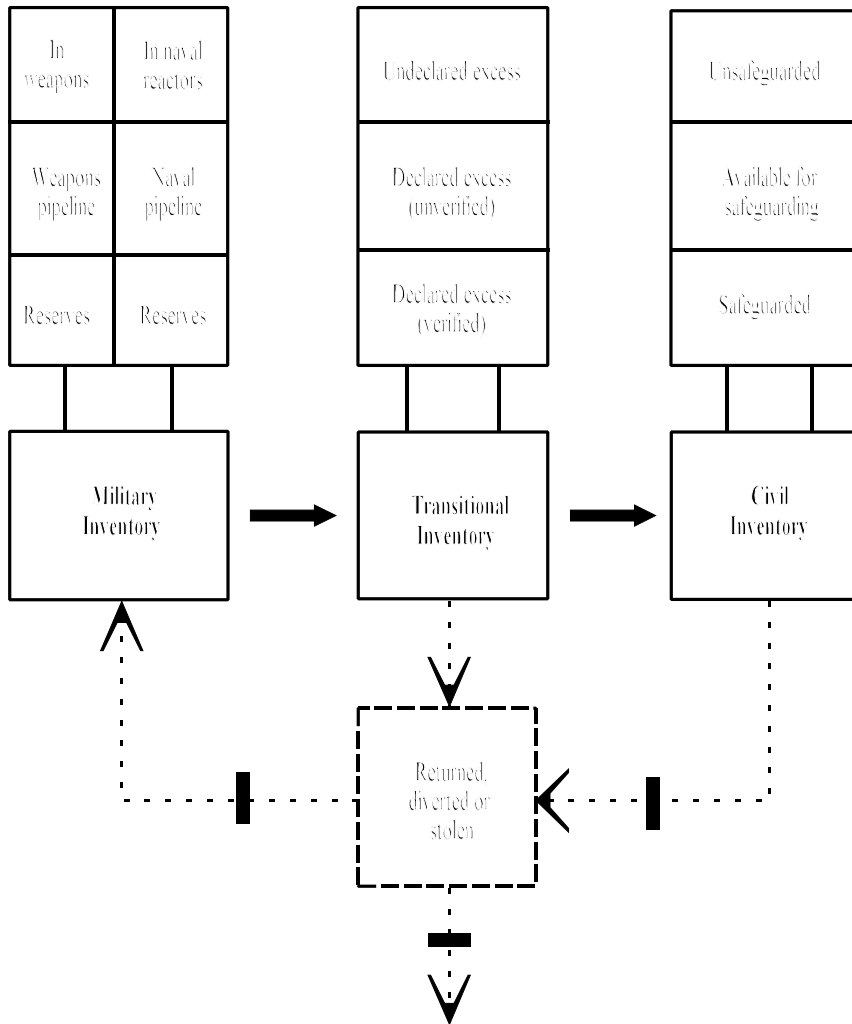 In
weapons
In naval
reactors
Weapons
pipeline
Naval
pipeline
Reserves
Reserves
Undeclared excess
Declared excess
(unverified)
Declared excess
(verified)
Unsafeguarded
Available for
safeguarding
Safeguarded
Military
Inventory
Transitional
Inventory
Civil
Inventory
Returned,
diverted or
stolen